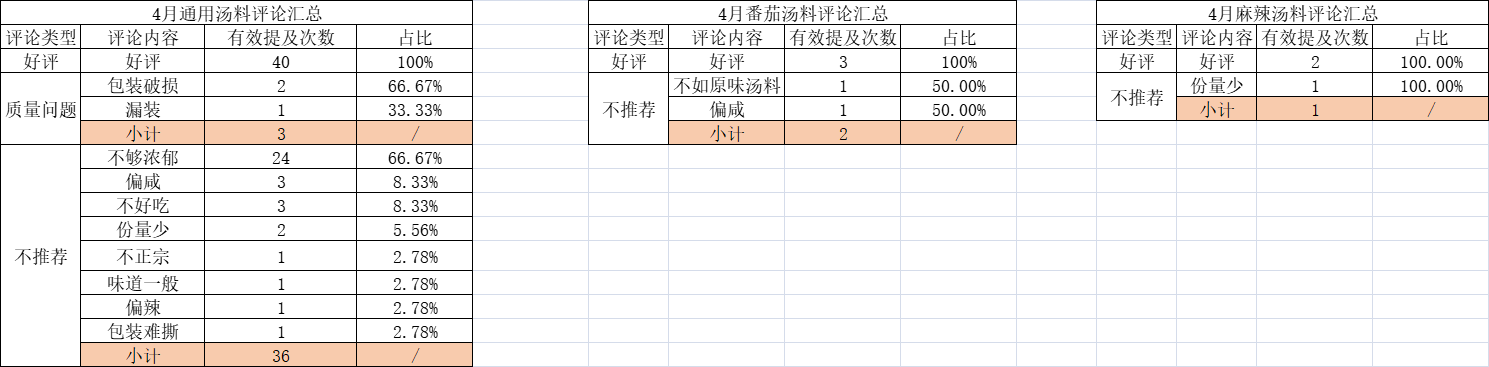 4月通用汤料评论汇总
评论类型 评论内容 有效提及次数 占比
好评 好评 40 100%
质量问题 包装破损 2 66.67%
漏装 1 33.33%
小计 3 /
不推荐 不够浓郁 24 66.67%
偏咸 3 8.33%
不好吃 3 8.33%
份量少 2 5.56%
不正宗 1 2.78%
味道一般 1 2.78%
偏辣 1 2.78%
包装难撕 1 2.78%
小计 36 /
4月番茄汤料评论汇总
评论类型 评论内容 有效提及次数 占比
好评 好评 3 100%
不推荐 不如原味汤料 1 50.00%
偏咸 1 50.00%
小计 2 /
4月麻辣汤料评论汇总
评论类型 评论内容 有效提及次数 占比
好评 好评 2 100.00%
不推荐 份量少 1 100.00%
小计 1 /